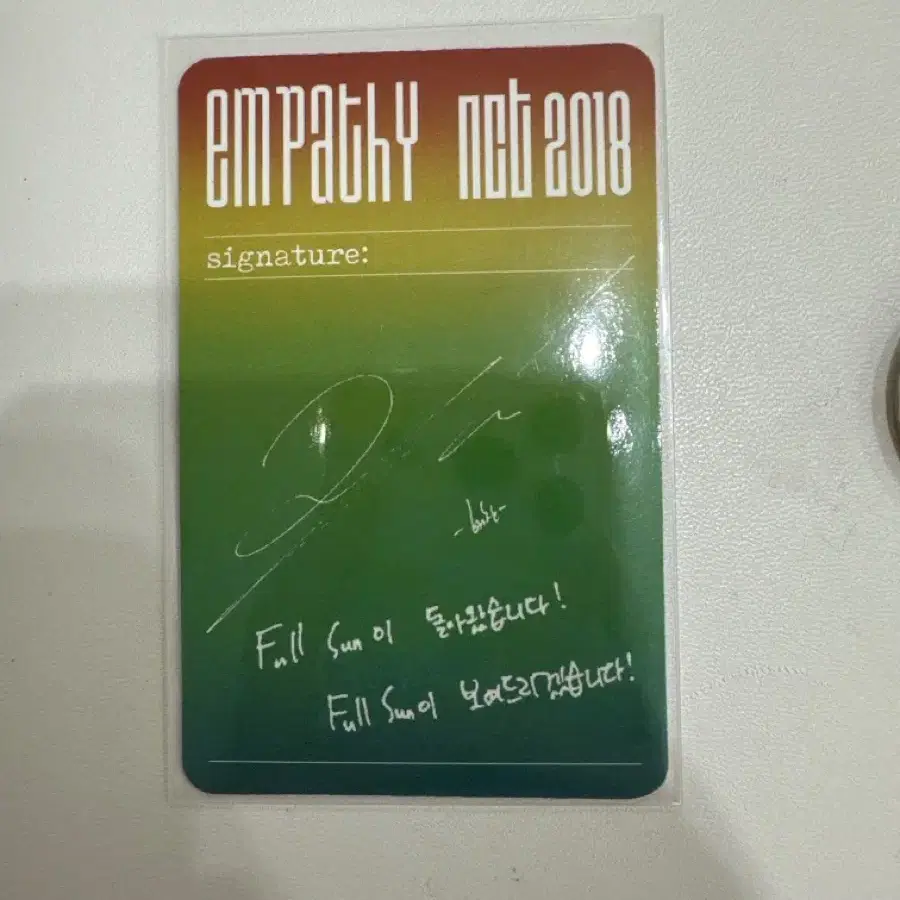 empathy nct 2018
signature:
Full Sun이 돌아왔습니다!
Full Sun이 보여드리겠습니다!